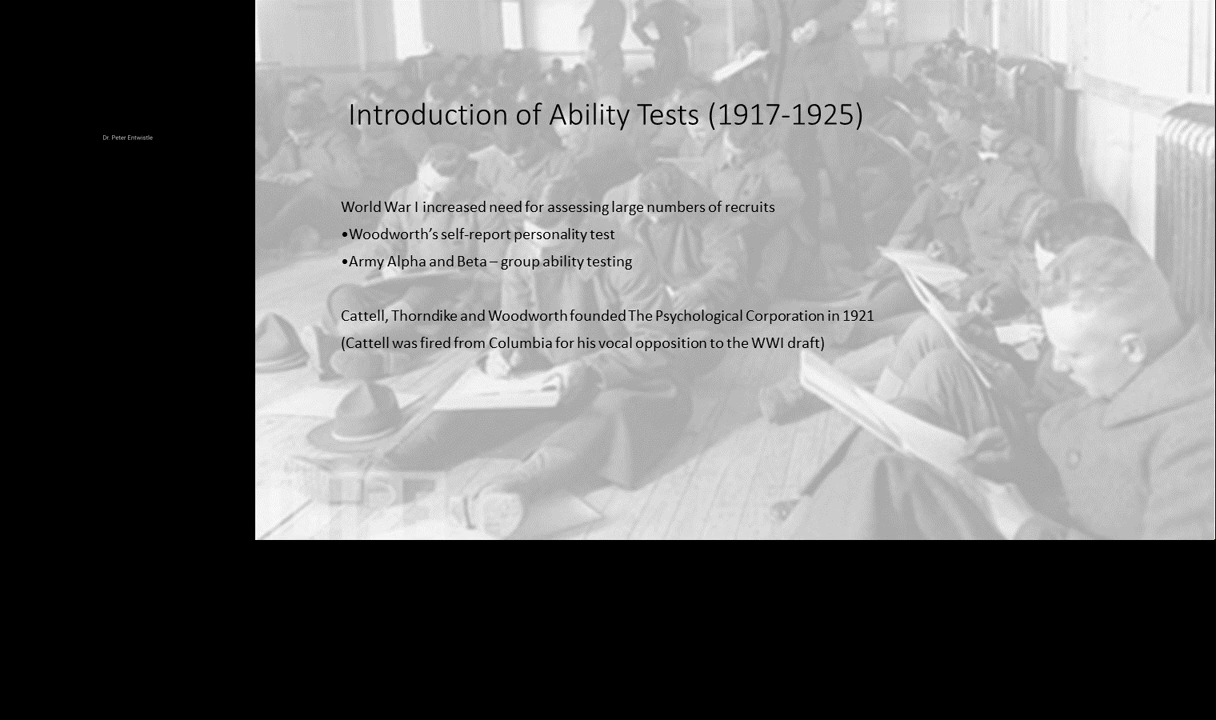 Dr. Peter Entwistle
Introduction of Ability Tests (1917-1925)
World War I increased need for assessing large numbers of recruits
•Woodworth’s self-report personality test
•Army Alpha and Beta – group ability testing
Cattell, Thorndike and Woodworth founded The Psychological Corporation in 1921
(Cattell was fired from Columbia for his vocal opposition to the WWI draft)